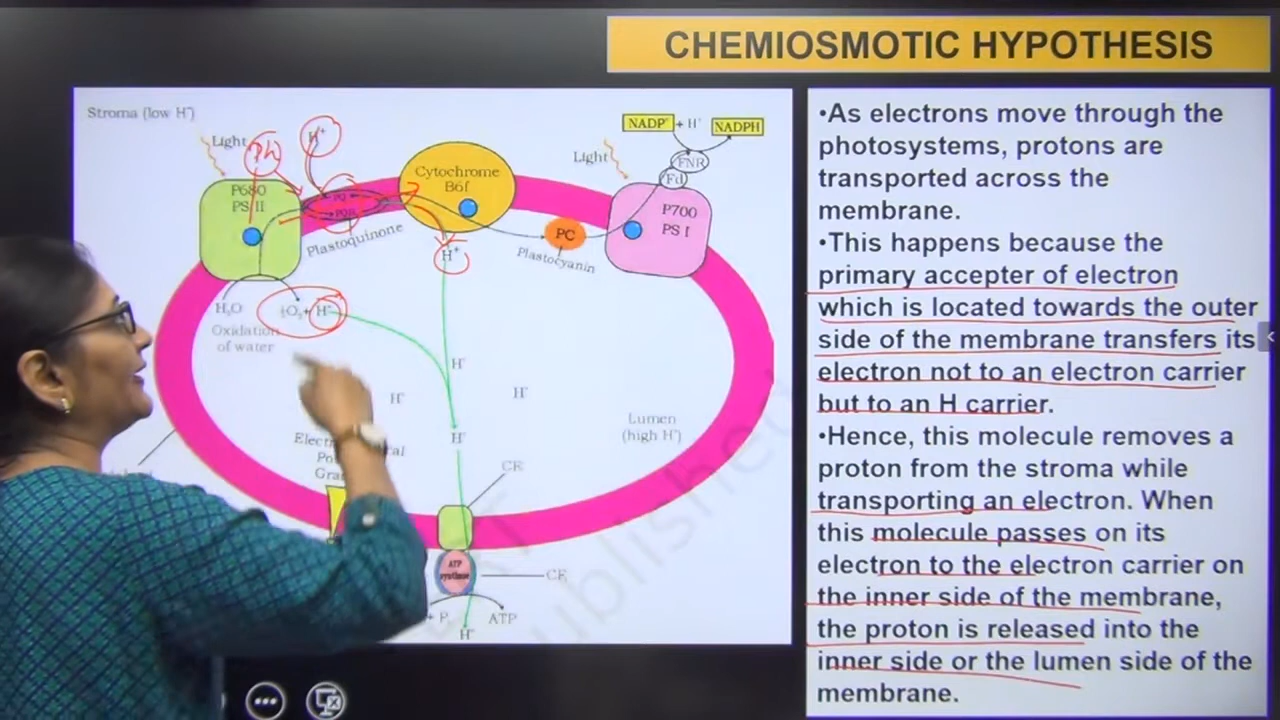 CHEMIOSMOTIC HYPOTHESIS
Stroma (low H⁺)
Light
Ph
H⁺
P680
PS II
PQ
Plastoquinone
Cytochrome
B6f
H⁺
Light
NADP⁺ + H⁺
NADPH
FNR
Fd
P700
PS I
PC
Plastocyanin
H₂O
½O₂+ H⁺
Oxidation
of water
H⁺
H⁺
H⁺
H⁺
Lumen
(high H⁺)
ATP
synthase
ATP
H⁺
•As electrons move through the
photosystems, protons are
transported across the
membrane.
•This happens because the
primary accepter of electron
which is located towards the outer
side of the membrane transfers its
electron not to an electron carrier
but to an H carrier.
•Hence, this molecule removes a
proton from the stroma while
transporting an electron. When
this molecule passes on its
electron to the electron carrier on
the inner side of the membrane,
the proton is released into the
inner side or the lumen side of the
membrane.